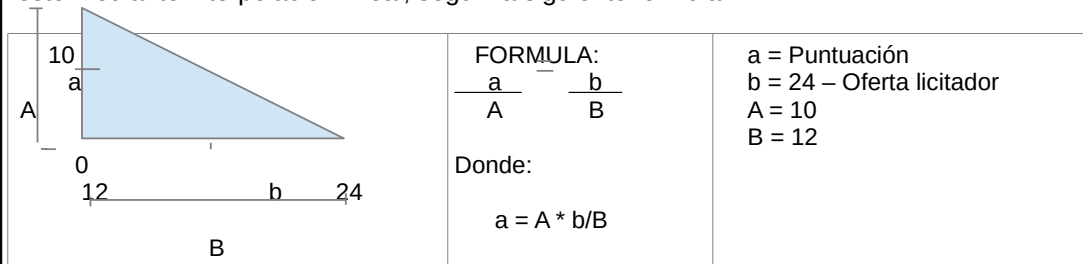 10
a
A
0
12 b 24
B
FORMULA:
a = b
A B
Donde:
a = A * b/B
a = Puntuación
b = 24 – Oferta licitador
A = 10
B = 12